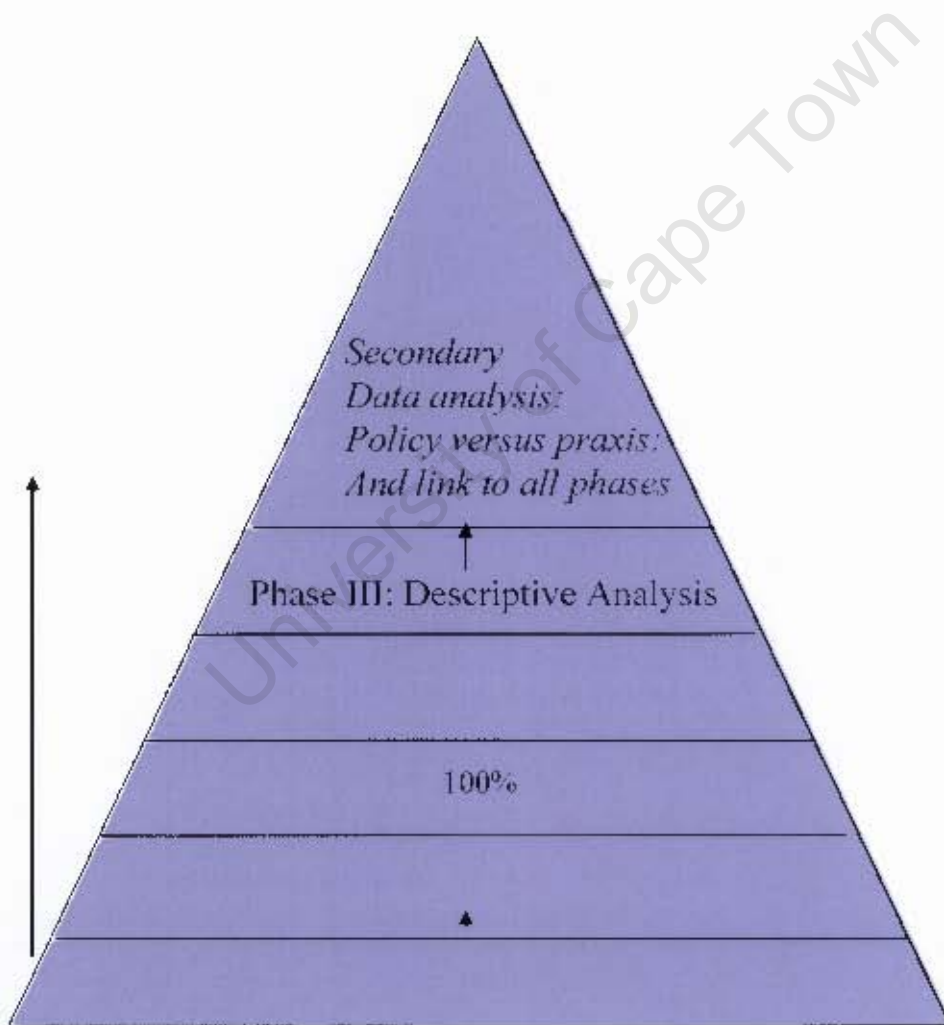 Secondary
Data analysis:
Policy versus praxis:
And link to all phases
Phase III: Descriptive Analysis
100%
University of Cape Town